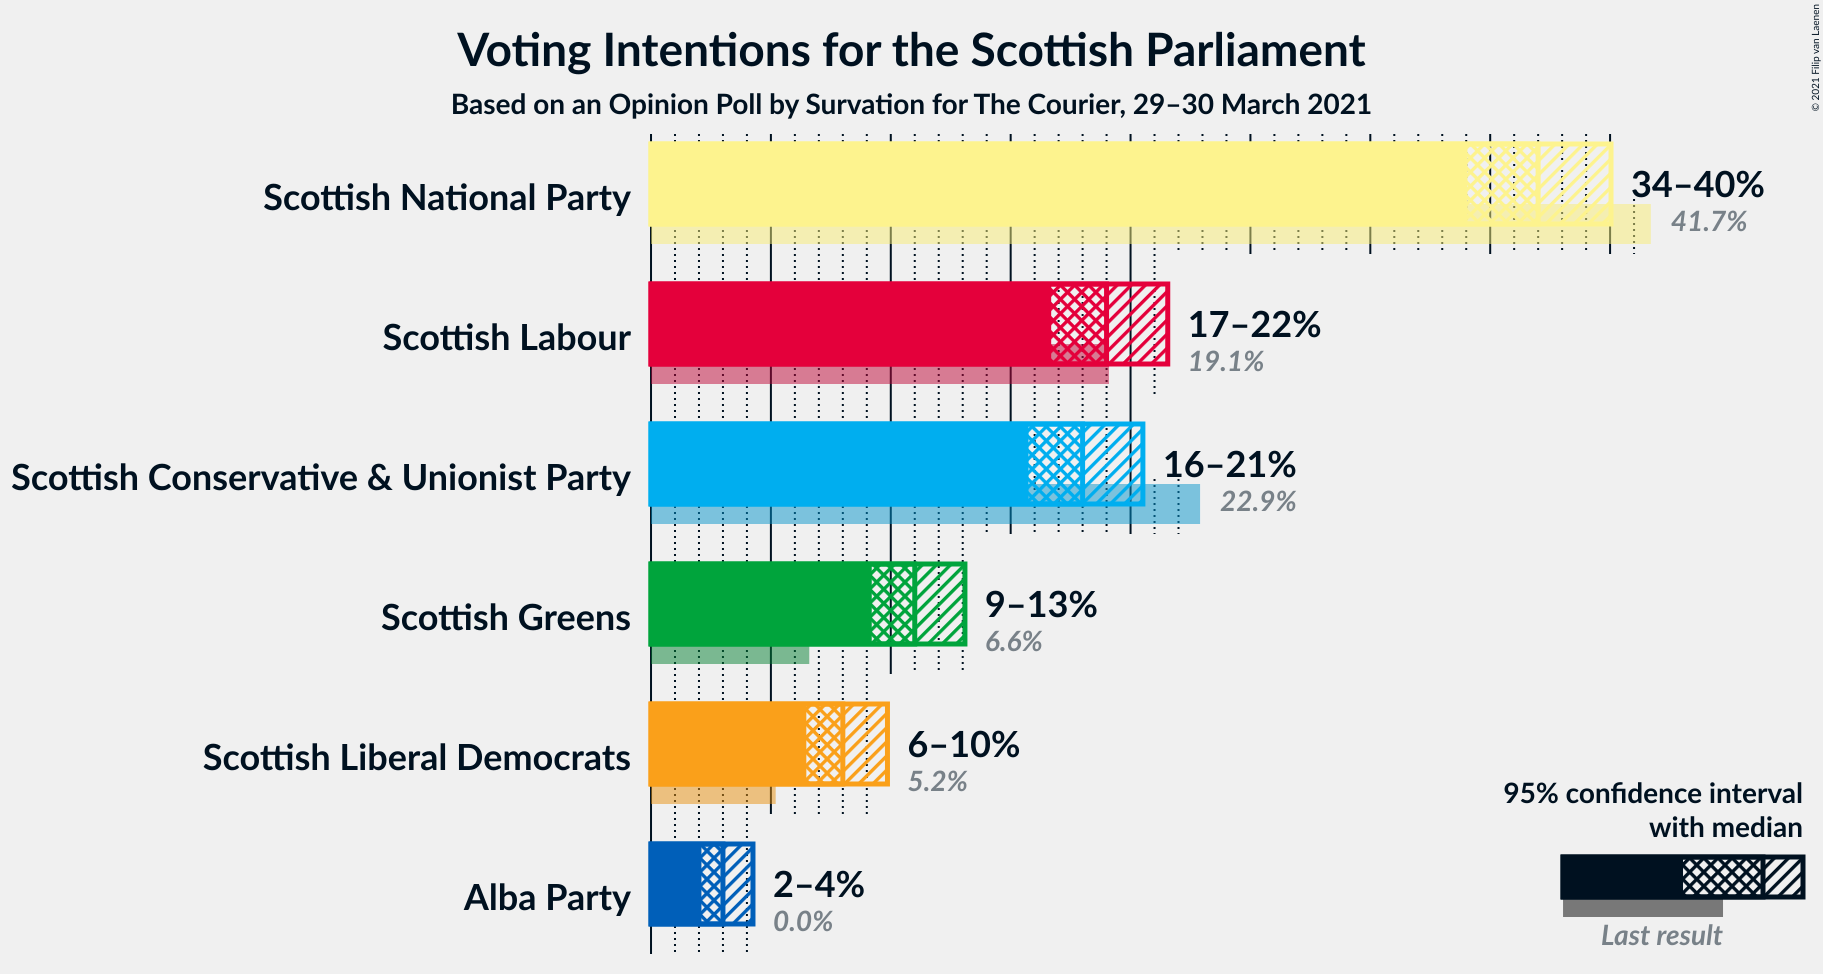 Voting Intentions for the Scottish Parliament
Based on an Opinion Poll by Survation for The Courier, 29–30 March 2021
© 2021 Filip van Laenen
Scottish National Party
34–40%
41.7%
Scottish Labour
17–22%
19.1%
Scottish Conservative & Unionist Party
16–21%
22.9%
Scottish Greens
9–13%
6.6%
Scottish Liberal Democrats
6–10%
5.2%
Alba Party
2–4%
0.0%
95% confidence interval
with median
Last result